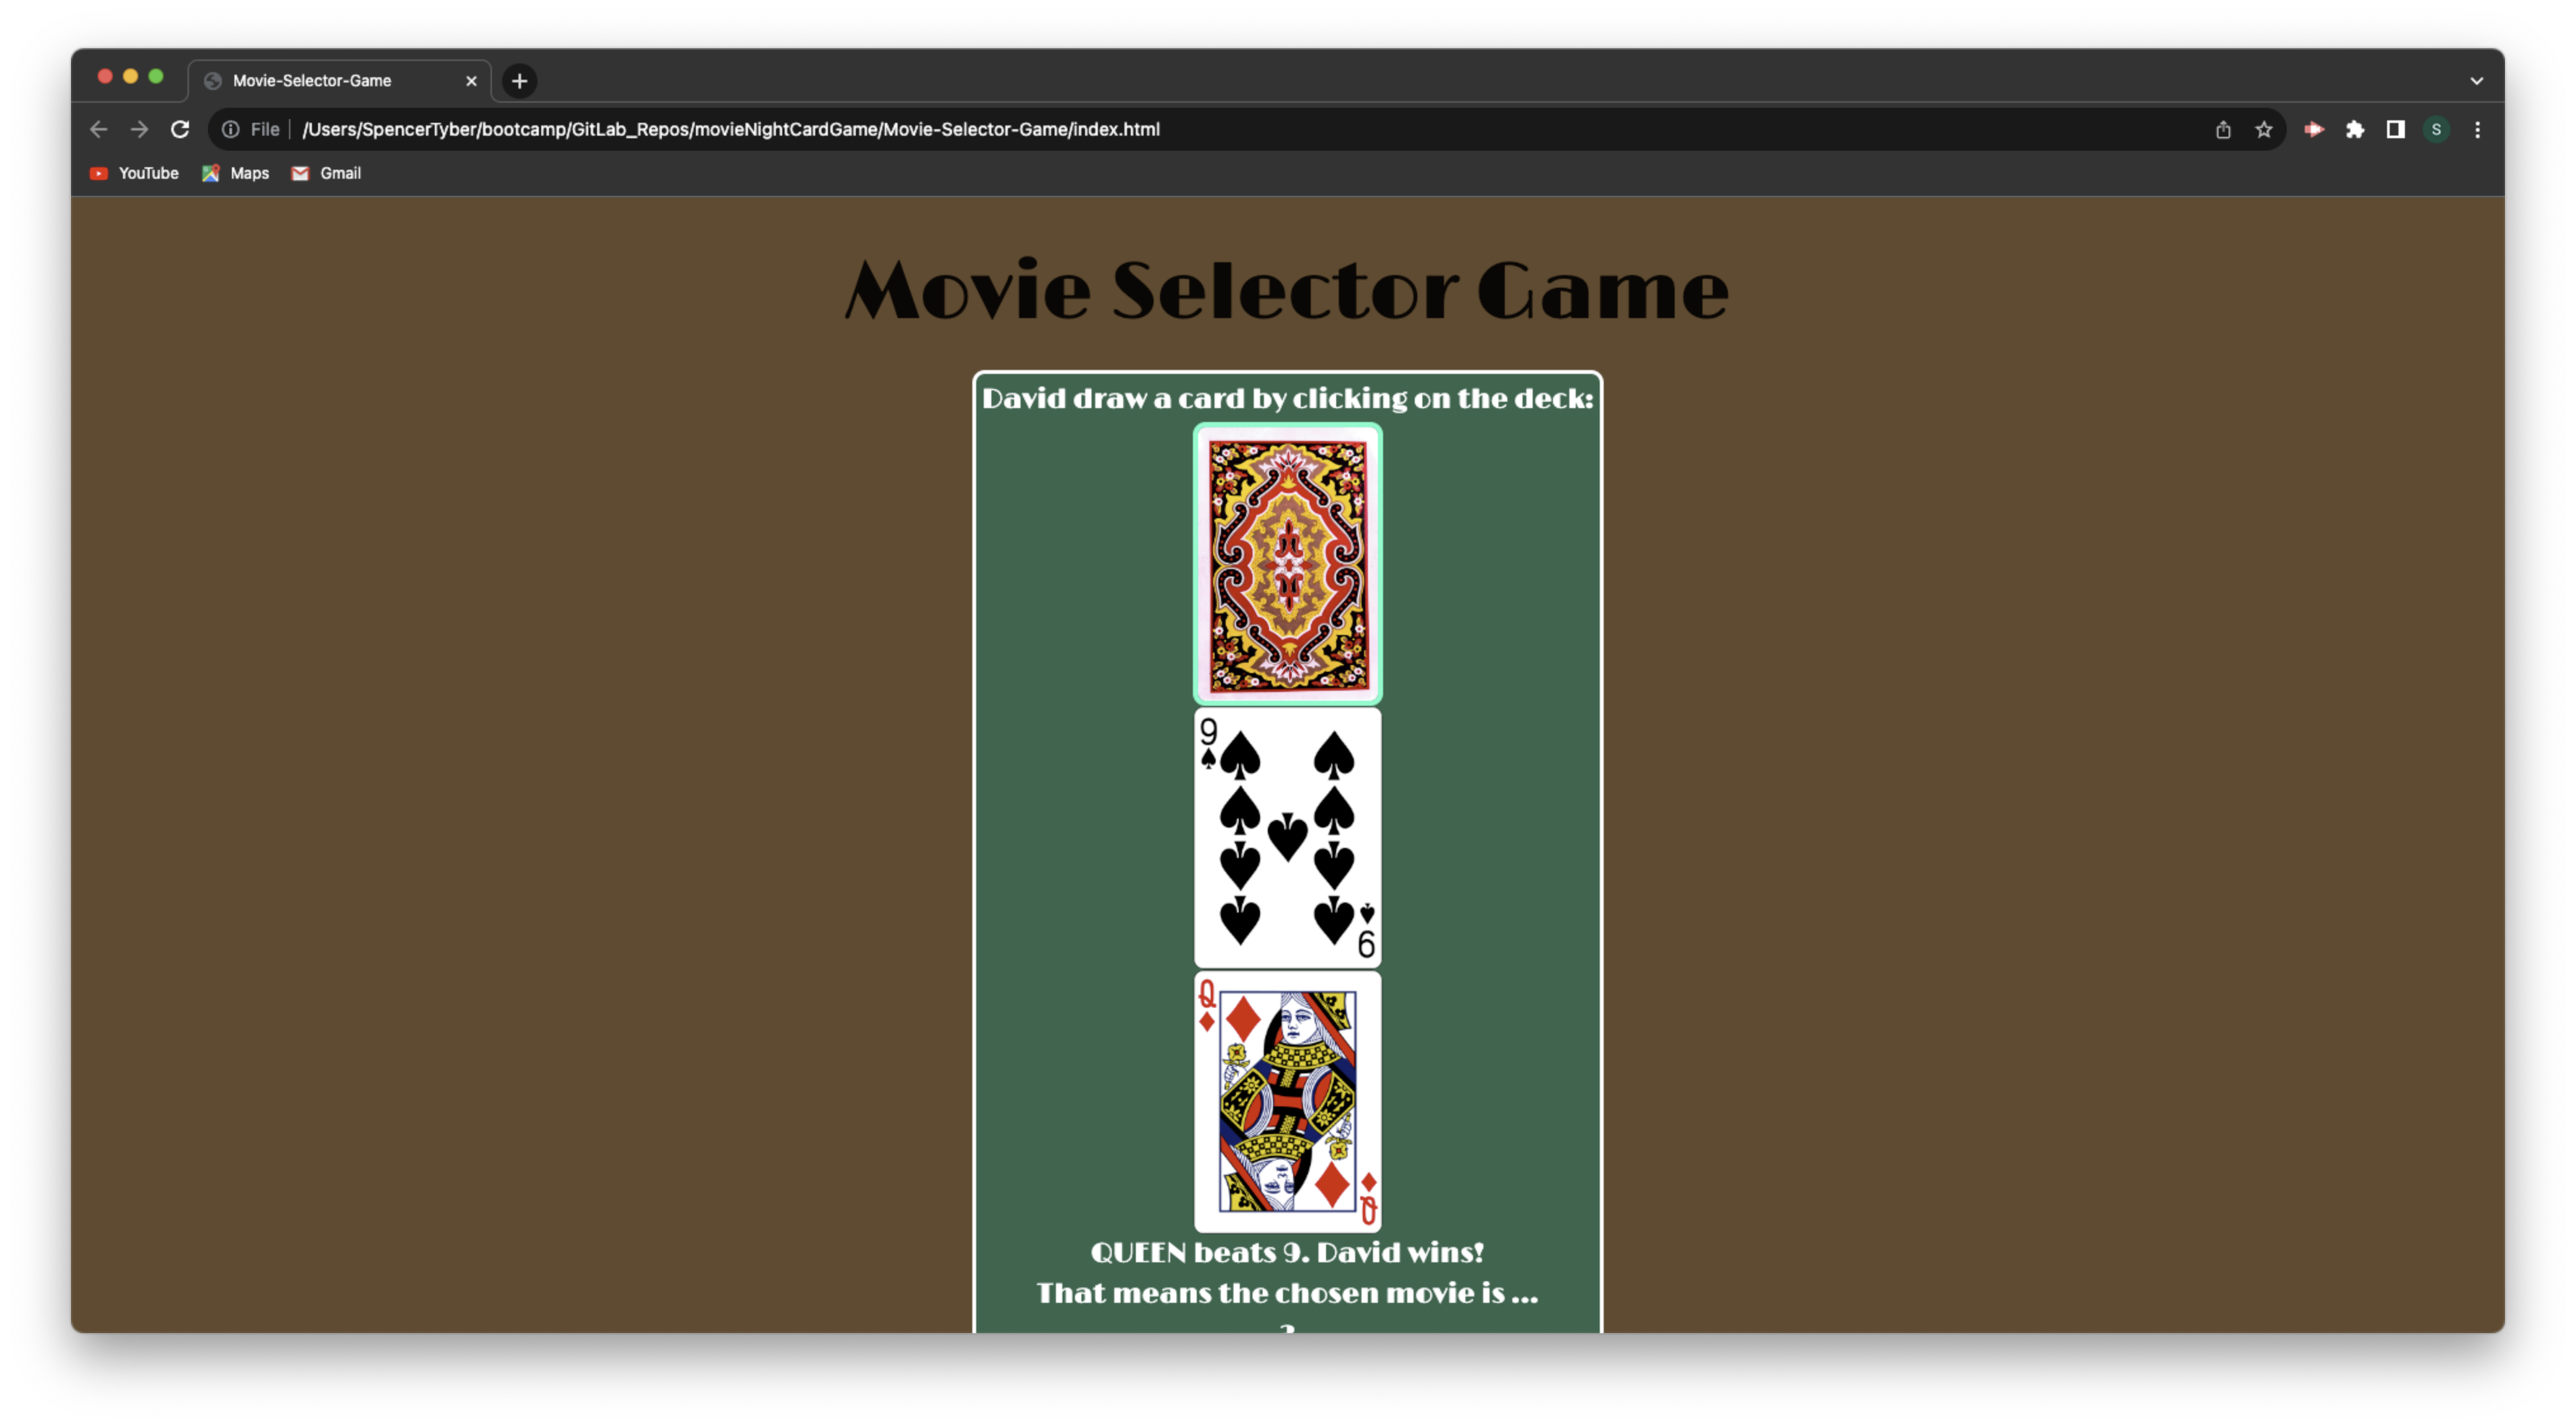 Movie-Selector-Game
File /Users/SpencerTyber/bootcamp/GitLab_Repos/movieNightCardGame/Movie-Selector-Game/index.html
S
YouTube Maps Gmail
Movie Selector Game
David draw a card by clicking on the deck:
9
9
Q
Q
QUEEN beats 9. David wins!
That means the chosen movie is ...